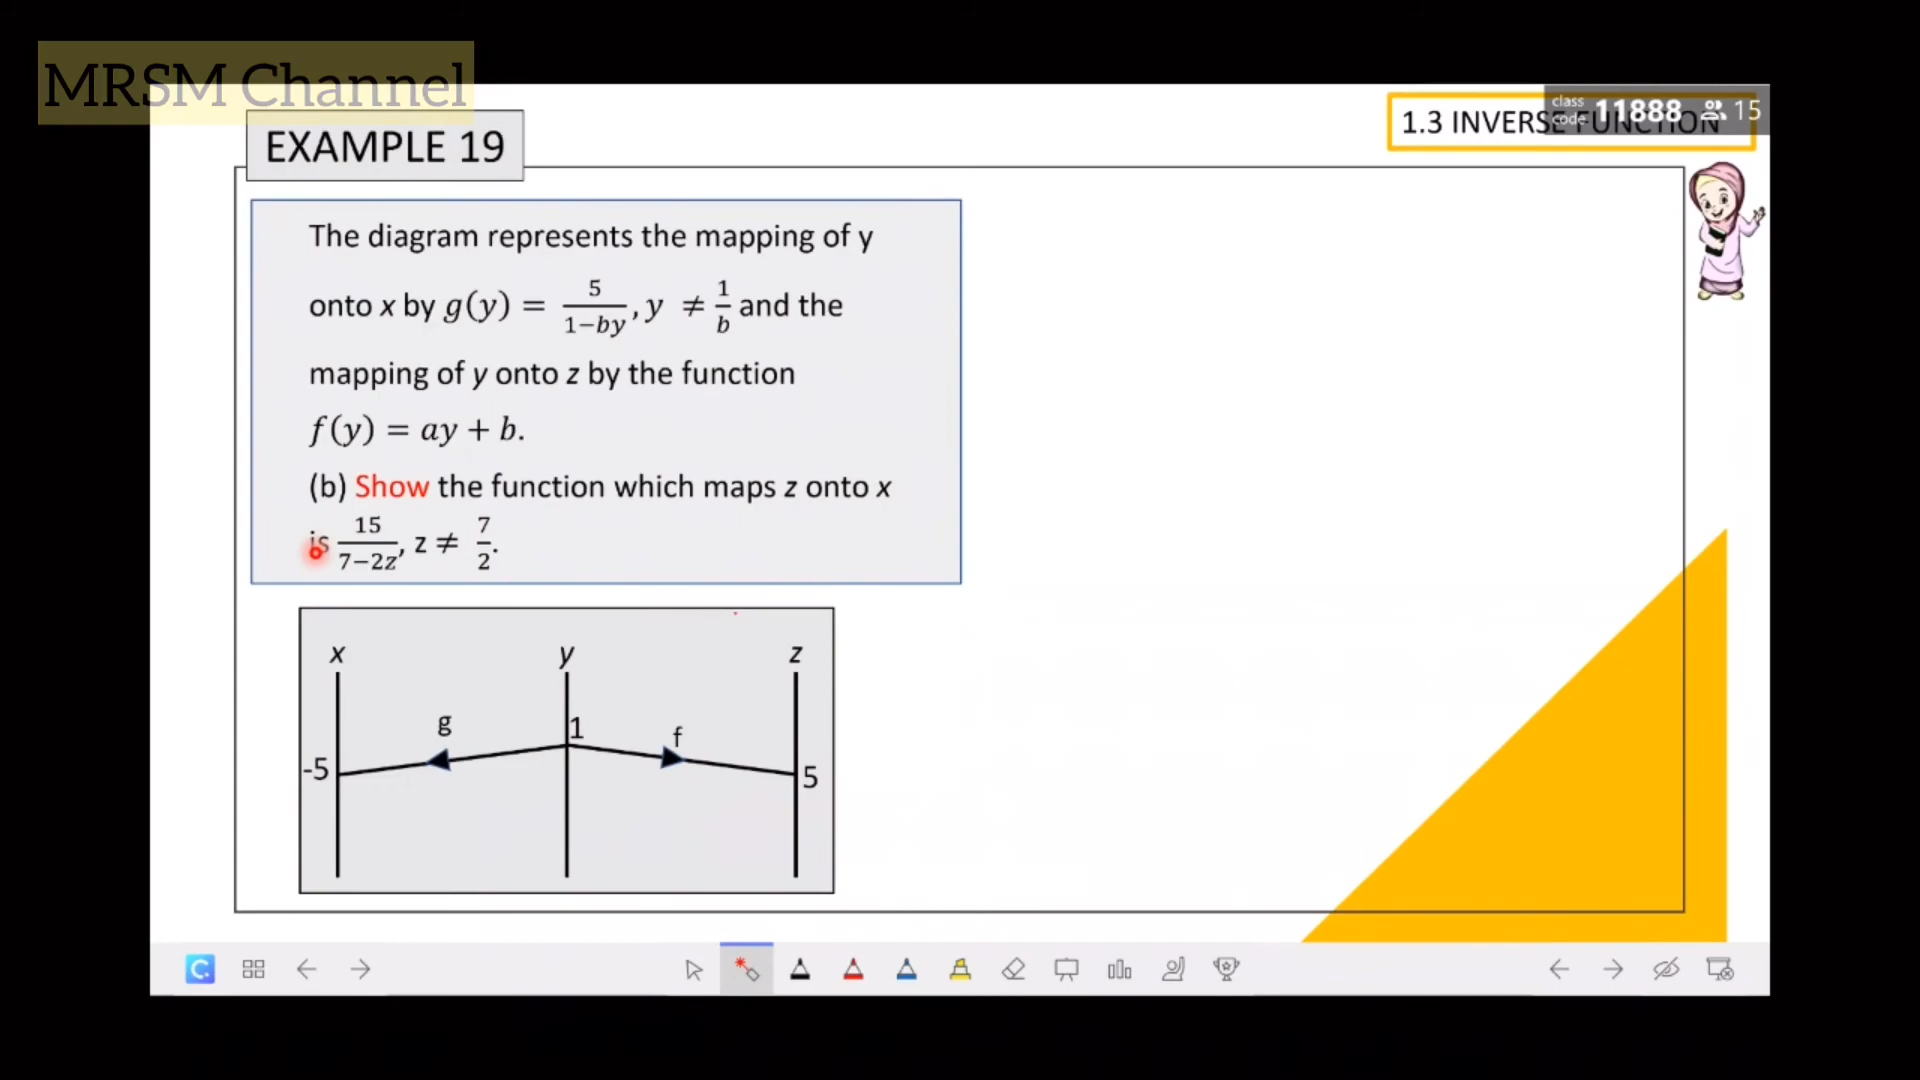 MRSM Channel
EXAMPLE 19
1.3 INVERSE FUNCTION
class code 11888 15
The diagram represents the mapping of y
onto x by g(y) = 5/(1−by), y ≠ 1/b and the
mapping of y onto z by the function
f(y) = ay + b.
(b) Show the function which maps z onto x
is 15/(7−2z), z ≠ 7/2.
x y z
g 1 f
-5 5